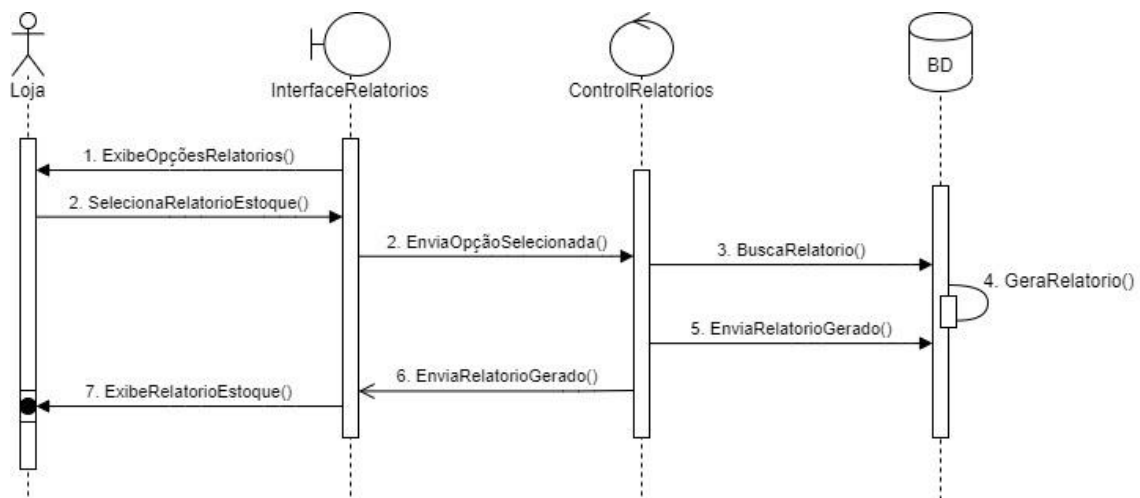 BD
Loja
InterfaceRelatorios
ControlRelatorios
1. ExibeOpçõesRelatorios()
2. SelecionaRelatorioEstoque()
2. EnviaOpçãoSelecionada()
3. BuscaRelatorio()
4. GeraRelatorio()
5. EnviaRelatorioGerado()
6. EnviaRelatorioGerado()
7. ExibeRelatorioEstoque()